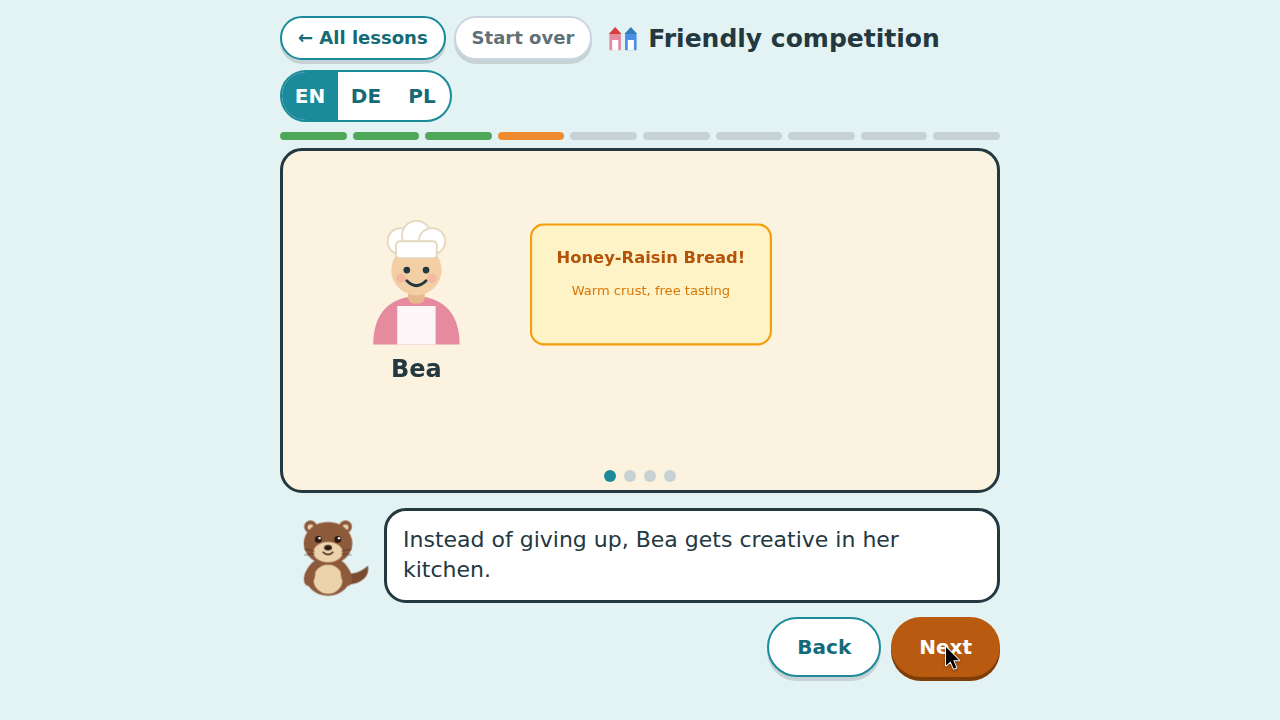 ← All lessons
Start over
Friendly competition
EN
DE
PL
Honey-Raisin Bread!
Warm crust, free tasting
Bea
Instead of giving up, Bea gets creative in her
kitchen.
Back
Next